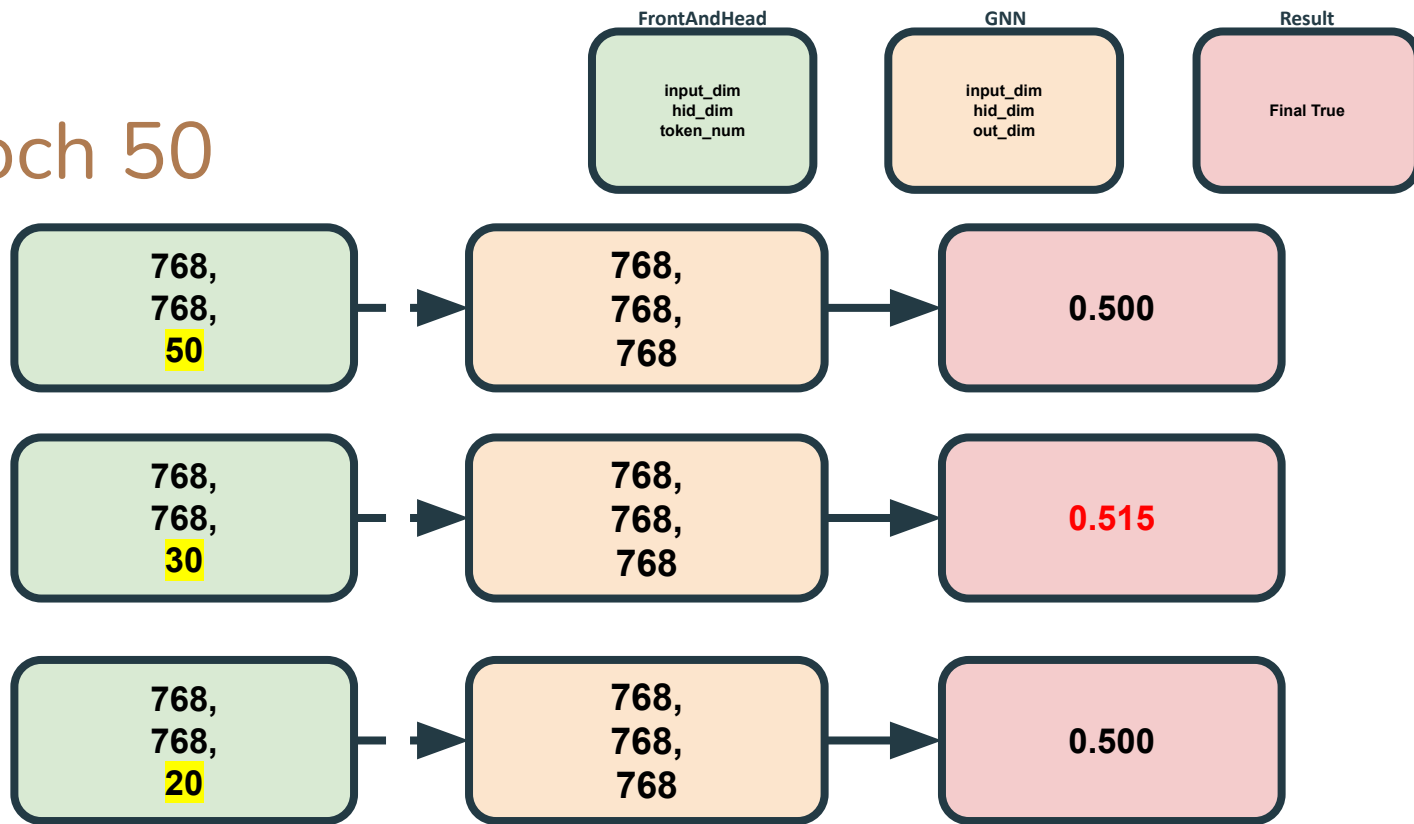 FrontAndHead
GNN
Result
input_dim
hid_dim
token_num
input_dim
hid_dim
out_dim
Final True
och 50
768,
768,
50
768,
768,
768
0.500
768,
768,
30
768,
768,
768
0.515
768,
768,
20
768,
768,
768
0.500